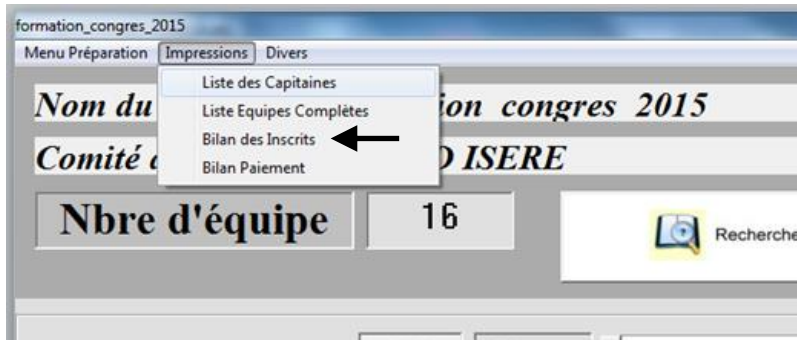 formation_congres_2015
Menu Préparation Impressions Divers
Liste des Capitaines
Nom du ion congres 2015
Liste Equipes Complètes
Bilan des Inscrits
Comité ISERE
Bilan Paiement
Nbre d'équipe 16
Recherche